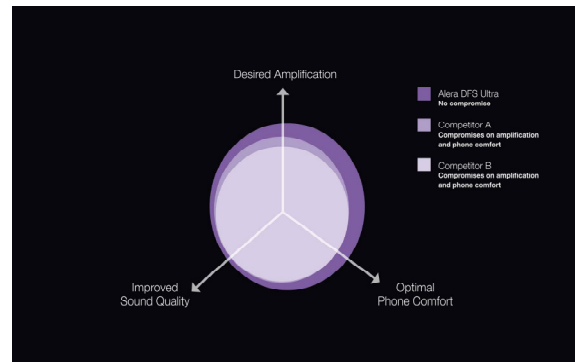 Desired Amplification
Alera DFS Ultra
No compromise
Competitor A
Compromises on amplification
and phone comfort
Competitor B
Compromises on amplification
and phone comfort
Improved
Sound Quality
Optimal
Phone Comfort